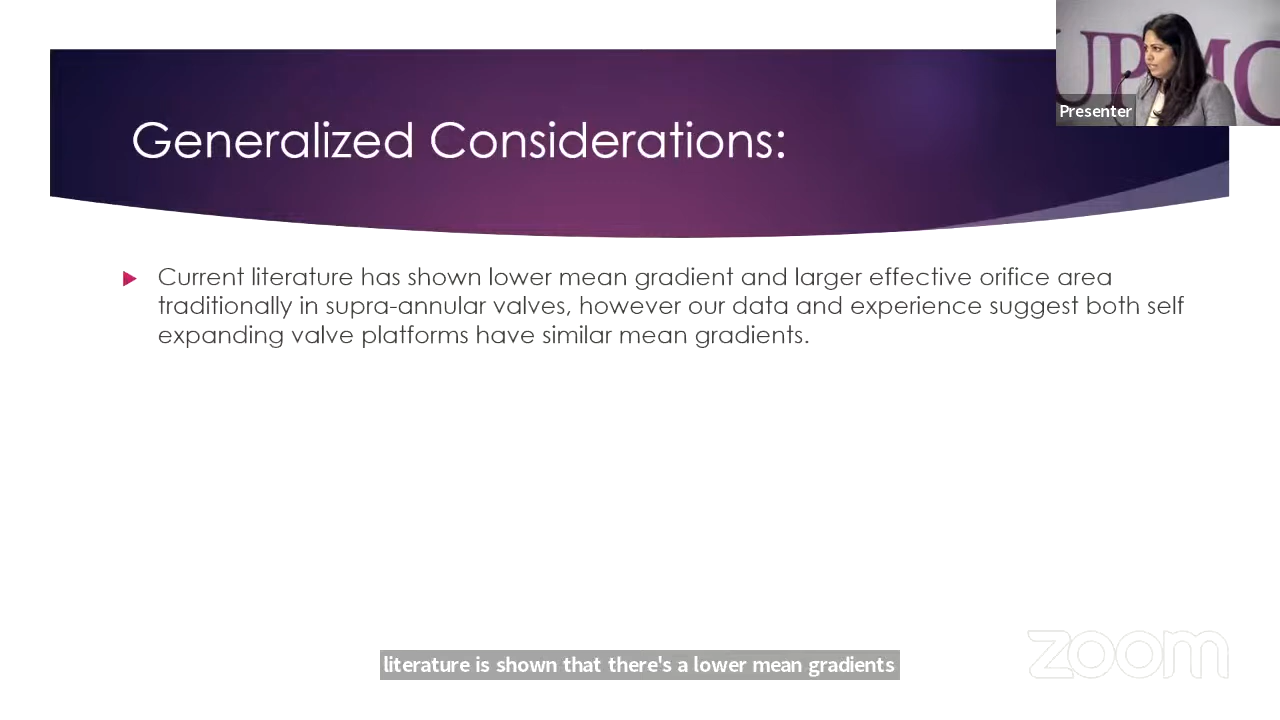 UPMC
Presenter
Generalized Considerations:
Current literature has shown lower mean gradient and larger effective orifice area
traditionally in supra-annular valves, however our data and experience suggest both self
expanding valve platforms have similar mean gradients.
literature is shown that there's a lower mean gradients
zoom